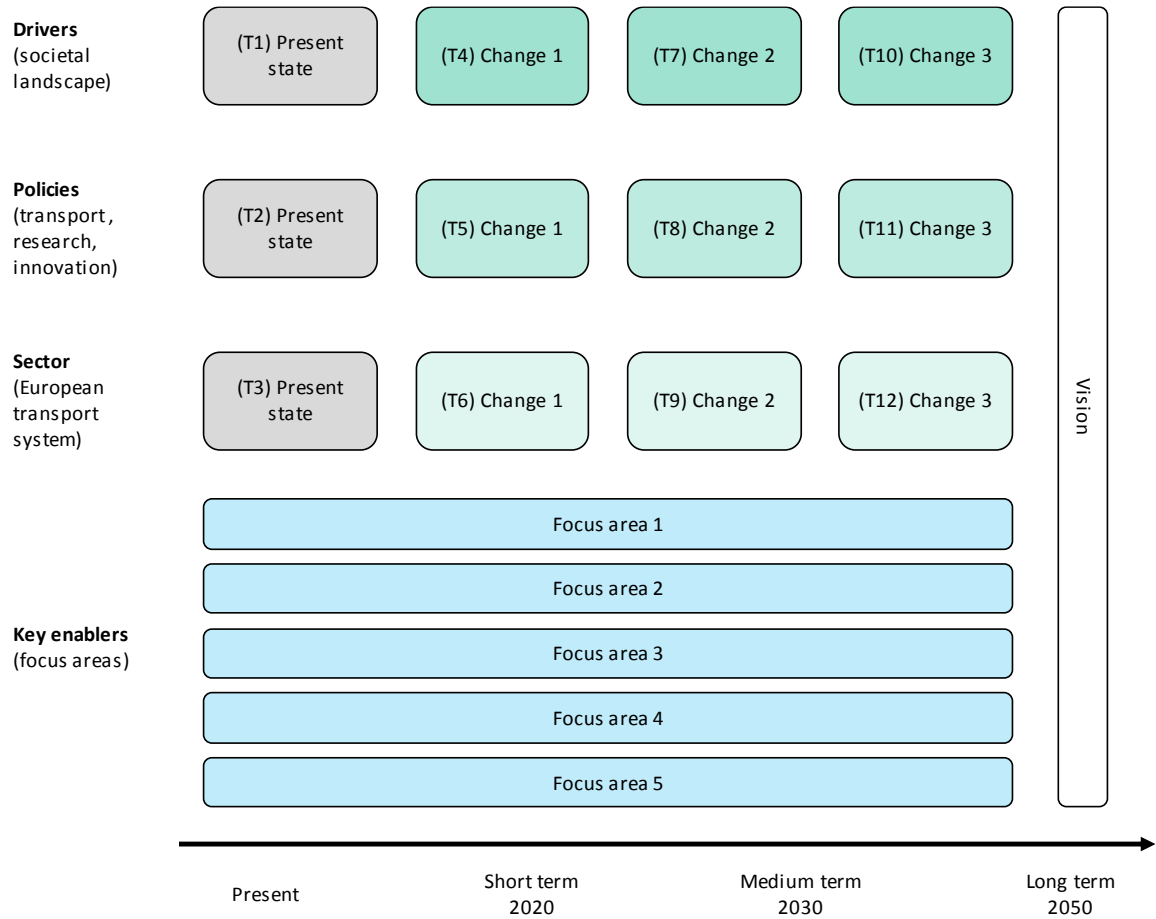 Drivers
(societal
landscape)
(T1) Present
state
(T4) Change 1
(T7) Change 2
(T10) Change 3
Policies
(transport,
research,
innovation)
(T2) Present
state
(T5) Change 1
(T8) Change 2
(T11) Change 3
Sector
(European
transport
system)
(T3) Present
state
(T6) Change 1
(T9) Change 2
(T12) Change 3
Vision
Key enablers
(focus areas)
Focus area 1
Focus area 2
Focus area 3
Focus area 4
Focus area 5
Present
Short term
2020
Medium term
2030
Long term
2050